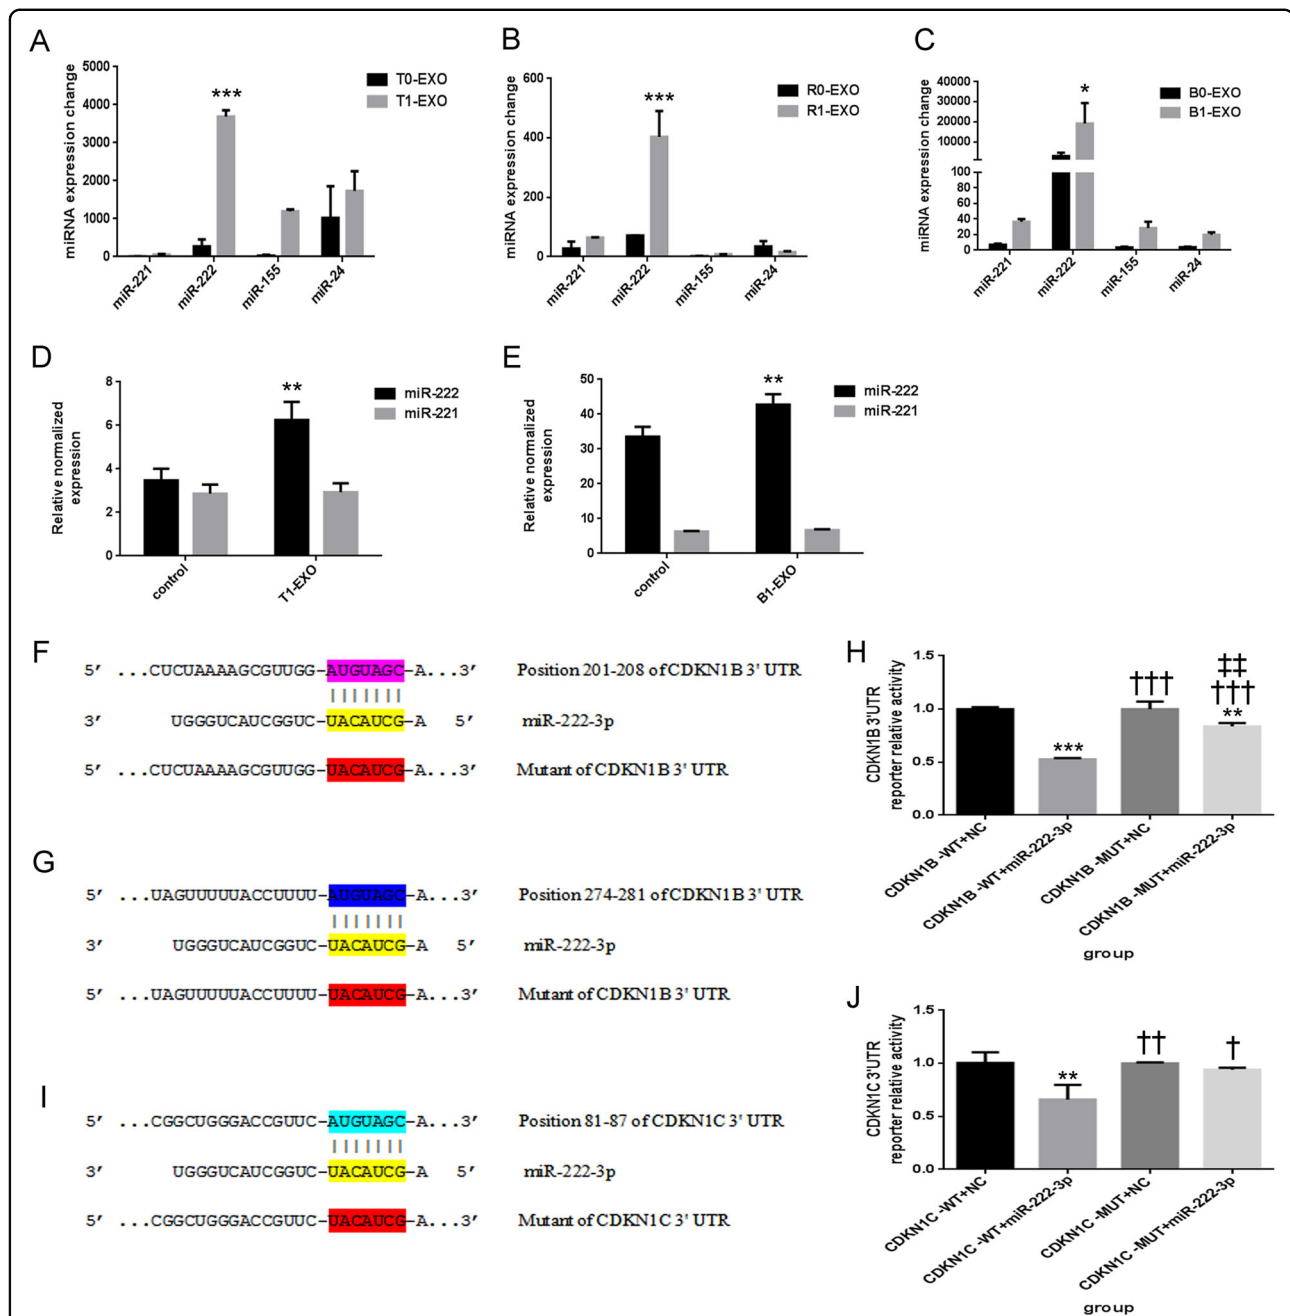 A
miRNA expression change
5000
4000
3000
2000
1000
0
***
T0-EXO
T1-EXO
miR-221
miR-222
miR-155
miR-24
B
miRNA expression change
600
400
200
0
***
R0-EXO
R1-EXO
miR-221
miR-222
miR-155
miR-24
C
miRNA expression change
40000
30000
20000
10000
100
80
60
40
20
0
*
B0-EXO
B1-EXO
miR-221
miR-222
miR-155
miR-24
D
Relative normalized
expression
8
6
4
2
0
**
miR-222
miR-221
control
T1-EXO
E
Relative normalized
expression
50
40
30
20
10
0
**
miR-222
miR-221
control
B1-EXO
F
5′ ...CUCUAAAAGCGUUGG-AUGUAGC-A...3′ Position 201-208 of CDKN1B 3' UTR
3′ UGGGUCAUCGGUC-UACAUCG-A 5′ miR-222-3p
5′ ...CUCUAAAAGCGUUGG-UACAUCG-A...3′ Mutant of CDKN1B 3' UTR
G
5′ ...UAGUUUUUACCUUUU-AUGUAGC-A...3′ Position 274-281 of CDKN1B 3' UTR
3′ UGGGUCAUCGGUC-UACAUCG-A 5′ miR-222-3p
5′ ...UAGUUUUUACCUUUU-UACAUCG-A...3′ Mutant of CDKN1B 3' UTR
H
CDKN1B 3'UTR
reporter relative activity
1.5
1.0
0.5
0.0
***
†††
‡‡
†††
**
CDKN1B-WT+NC
CDKN1B-WT+miR-222-3p
CDKN1B-MUT+NC
CDKN1B-MUT+miR-222-3p
group
I
5′ ...CGGCUGGGACCGUUC-AUGUAGC-A...3′ Position 81-87 of CDKN1C 3' UTR
3′ UGGGUCAUCGGUC-UACAUCG-A 5′ miR-222-3p
5′ ...CGGCUGGGACCGUUC-UACAUCG-A...3′ Mutant of CDKN1C 3' UTR
J
CDKN1C 3'UTR
reporter relative activity
1.5
1.0
0.5
0.0
**
††
†
CDKN1C-WT+NC
CDKN1C-WT+miR-222-3p
CDKN1C-MUT+NC
CDKN1C-MUT+miR-222-3p
group